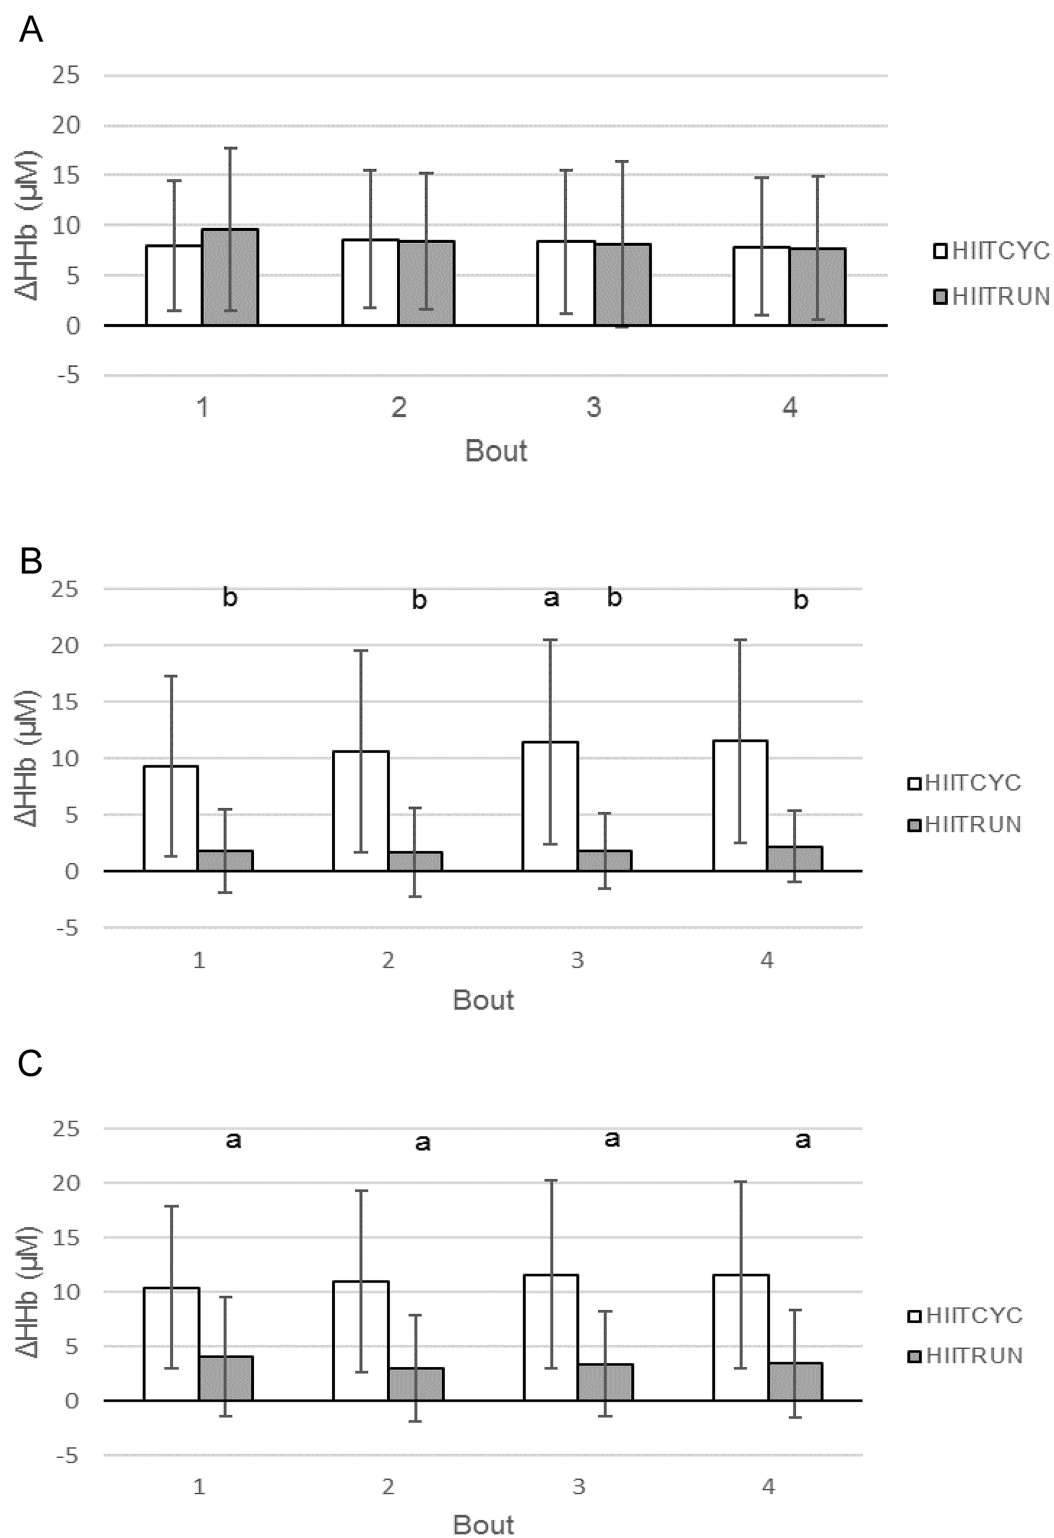 A
25
20
15
10
5
0
-5
ΔHHb (μM)
1 2 3 4
Bout
HIITCYC
HIITRUN
B
b b a b b
25
20
15
10
5
0
-5
ΔHHb (μM)
1 2 3 4
Bout
HIITCYC
HIITRUN
C
a a a a
25
20
15
10
5
0
-5
ΔHHb (μM)
1 2 3 4
Bout
HIITCYC
HIITRUN